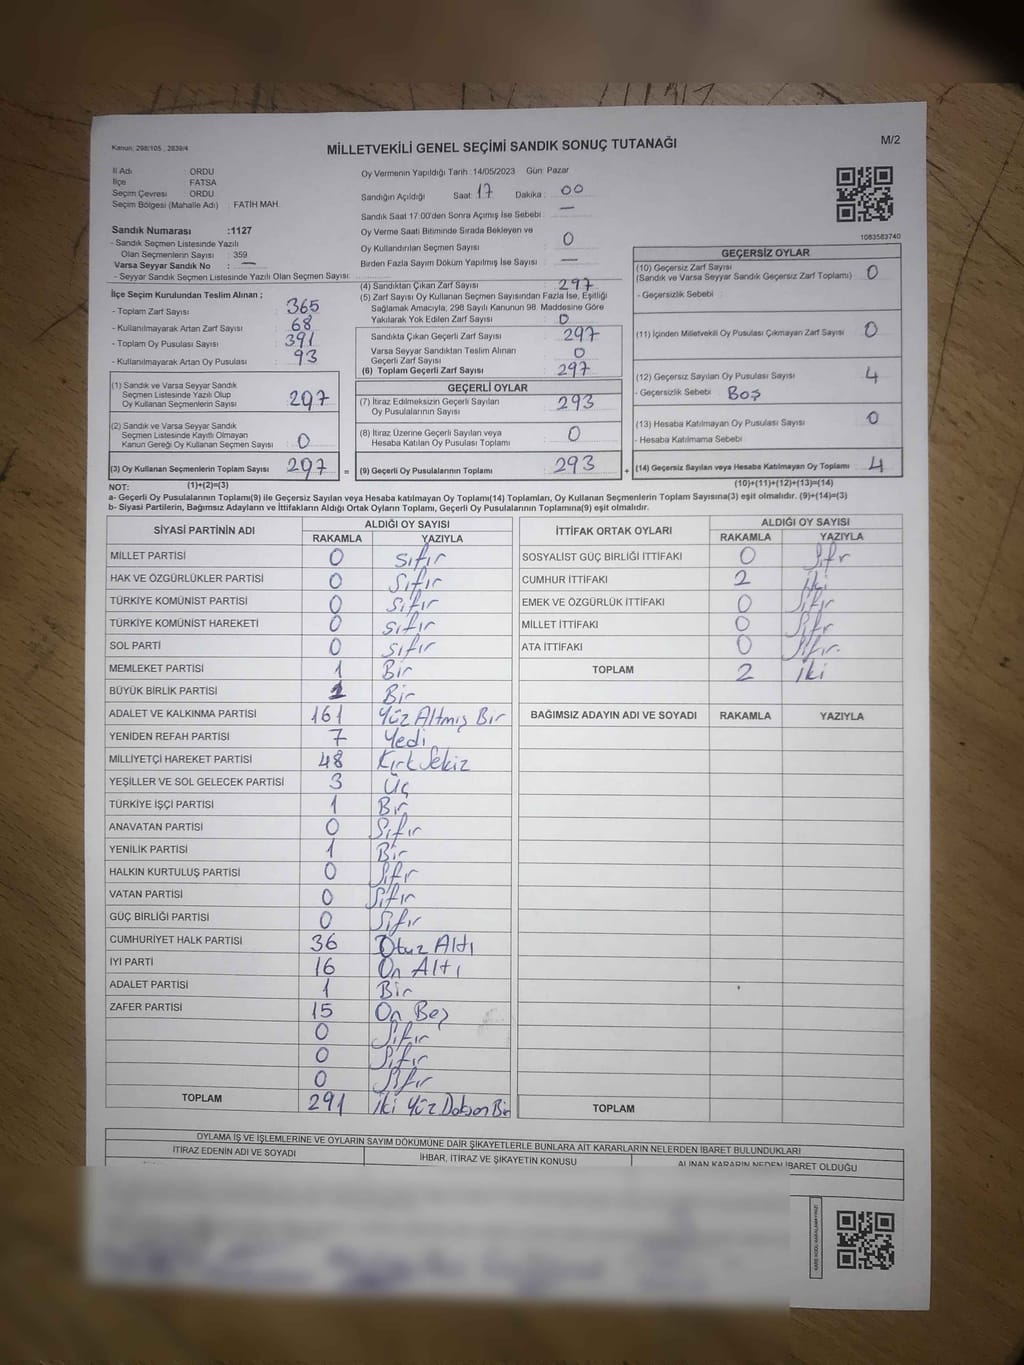 Kanun, 298/105 , 2839/4
MİLLETVEKİLİ GENEL SEÇİMİ SANDIK SONUÇ TUTANAĞI
M/2
İl Adı : ORDU
İlçe : FATSA
Seçim Çevresi : ORDU
Seçim Bölgesi (Mahalle Adı) : FATİH MAH.
Sandık Numarası :1127
- Sandık Seçmen Listesinde Yazılı
Olan Seçmenlerin Sayısı : 359
Varsa Seyyar Sandık No : —
- Seyyar Sandık Seçmen Listesinde Yazılı Olan Seçmen Sayısı:
Oy Vermenin Yapıldığı Tarih :14/05/2023 Gün: Pazar
Sandığın Açıldığı Saat: 17 Dakika : 00
Sandık Saat 17:00'den Sonra Açımış İse Sebebi : —
Oy Verme Saati Bitiminde Sırada Bekleyen ve
Oy Kullandırılan Seçmen Sayısı : 0
Birden Fazla Sayım Döküm Yapılmış İse Sayısı : —
1083583740
İlçe Seçim Kurulundan Teslim Alınan ;
- Toplam Zarf Sayısı : 365
- Kullanılmayarak Artan Zarf Sayısı : 68
- Toplam Oy Pusulası Sayısı : 391
- Kullanılmayarak Artan Oy Pusulası : 93
(1) Sandık ve Varsa Seyyar Sandık
Seçmen Listesinde Yazılı Olup
Oy Kullanan Seçmenlerin Sayısı : 297
(2) Sandık ve Varsa Seyyar Sandık
Seçmen Listesinde Kayıtlı Olmayan
Kanun Gereği Oy Kullanan Seçmen Sayısı : 0
(3) Oy Kullanan Seçmenlerin Toplam Sayısı : 297 =
(4) Sandıktan Çıkan Zarf Sayısı : 297
(5) Zarf Sayısı Oy Kullanan Seçmen Sayısından Fazla İse, Eşitliği
Sağlamak Amacıyla; 298 Sayılı Kanunun 98. Maddesine Göre
Yakılarak Yok Edilen Zarf Sayısı : 0
Sandıkta Çıkan Geçerli Zarf Sayısı : 297
Varsa Seyyar Sandıktan Teslim Alınan
Geçerli Zarf Sayısı : 0
(6) Toplam Geçerli Zarf Sayısı : 297
GEÇERLİ OYLAR
(7) İtiraz Edilmeksizin Geçerli Sayılan
Oy Pusulalarının Sayısı : 293
(8) İtiraz Üzerine Geçerli Sayılan veya
Hesaba Katılan Oy Pusulası Toplamı : 0
(9) Geçerli Oy Pusulalarının Toplamı : 293 +
GEÇERSİZ OYLAR
(10) Geçersiz Zarf Sayısı
(Sandık ve Varsa Seyyar Sandık Geçersiz Zarf Toplamı) : 0
- Geçersizlik Sebebi :
(11) İçinden Milletvekili Oy Pusulası Çıkmayan Zarf Sayısı : 0
(12) Geçersiz Sayılan Oy Pusulası Sayısı : 4
- Geçersizlik Sebebi : Boş
(13) Hesaba Katılmayan Oy Pusulası Sayısı : 0
- Hesaba Katılmama Sebebi :
(14) Geçersiz Sayılan veya Hesaba Katılmayan Oy Toplamı : 4
NOT: (1)+(2)=(3) (10)+(11)+(12)+(13)=(14)
a- Geçerli Oy Pusulalarının Toplamı(9) ile Geçersiz Sayılan veya Hesaba katılmayan Oy Toplamı(14) Toplamları, Oy Kullanan Seçmenlerin Toplam Sayısına(3) eşit olmalıdır. (9)+(14)=(3)
b- Siyasi Partilerin, Bağımsız Adayların ve İttifakların Aldığı Ortak Oyların Toplamı, Geçerli Oy Pusulalarının Toplamına(9) eşit olmalıdır.
SİYASİ PARTİNİN ADI ALDIĞI OY SAYISI
RAKAMLA YAZIYLA
MİLLET PARTİSİ 0 sıfır
HAK VE ÖZGÜRLÜKLER PARTİSİ 0 Sıfır
TÜRKİYE KOMÜNİST PARTİSİ 0 sıfır
TÜRKİYE KOMÜNİST HAREKETİ 0 sıfır
SOL PARTİ 0 sıfır
MEMLEKET PARTİSİ 1 Bir
BÜYÜK BİRLİK PARTİSİ 1 Bir
ADALET VE KALKINMA PARTİSİ 161 Yüz Altmış Bir
YENİDEN REFAH PARTİSİ 7 Yedi
MİLLİYETÇİ HAREKET PARTİSİ 48 Kırk Sekiz
YEŞİLLER VE SOL GELECEK PARTİSİ 3 Üç
TÜRKİYE İŞÇİ PARTİSİ 1 Bir
ANAVATAN PARTİSİ 0 Sıfır
YENİLİK PARTİSİ 1 Bir
HALKIN KURTULUŞ PARTİSİ 0 Sıfır
VATAN PARTİSİ 0 Sıfır
GÜÇ BİRLİĞİ PARTİSİ 0 Sıfır
CUMHURİYET HALK PARTİSİ 36 Otuz Altı
İYİ PARTİ 16 On Altı
ADALET PARTİSİ 1 Bir
ZAFER PARTİSİ 15 On Beş
0 Sıfır
0 Sıfır
0 Sıfır
TOPLAM 291 İki Yüz Doksan Bir
İTTİFAK ORTAK OYLARI ALDIĞI OY SAYISI
RAKAMLA YAZIYLA
SOSYALİST GÜÇ BİRLİĞİ İTTİFAKI 0 Sıfır
CUMHUR İTTİFAKI 2 İki
EMEK VE ÖZGÜRLÜK İTTİFAKI 0 Sıfır
MİLLET İTTİFAKI 0 Sıfır
ATA İTTİFAKI 0 Sıfır
TOPLAM 2 İki
BAĞIMSIZ ADAYIN ADI VE SOYADI RAKAMLA YAZIYLA
TOPLAM
OYLAMA İŞ VE İŞLEMLERİNE VE OYLARIN SAYIM DÖKÜMÜNE DAİR ŞİKAYETLERLE BUNLARA AİT KARARLARIN NELERDEN İBARET BULUNDUKLARI
İTİRAZ EDENİN ADI VE SOYADI
İHBAR, İTİRAZ VE ŞİKAYETİN KONUSU
ALINAN KARARIN NEDEN İBARET OLDUĞU